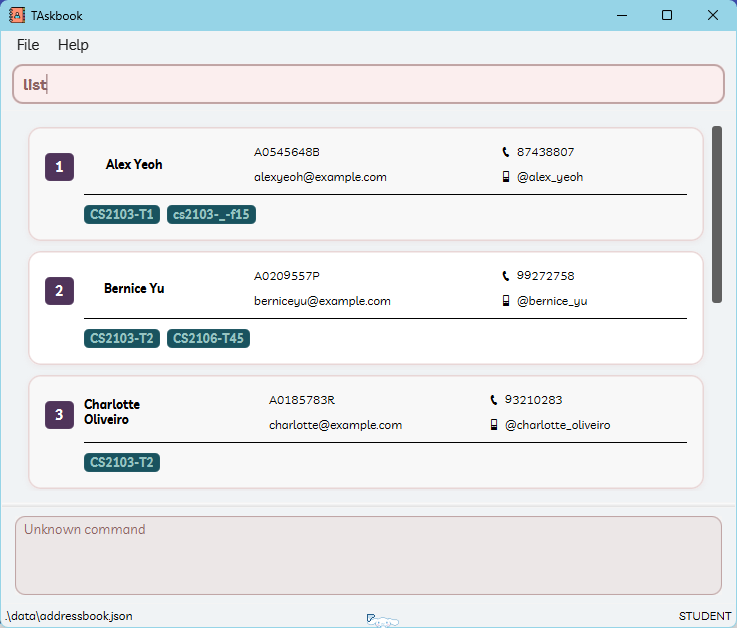 TAskbook
File Help
list
1 Alex Yeoh A0545648B 87438807
alexyeoh@example.com @alex_yeoh
CS2103-T1 cs2103-_-f15
2 Bernice Yu A0209557P 99272758
berniceyu@example.com @bernice_yu
CS2103-T2 CS2106-T45
3 Charlotte Oliveiro A0185783R 93210283
charlotte@example.com @charlotte_oliveiro
CS2103-T2
Unknown command
.\data\addressbook.json STUDENT